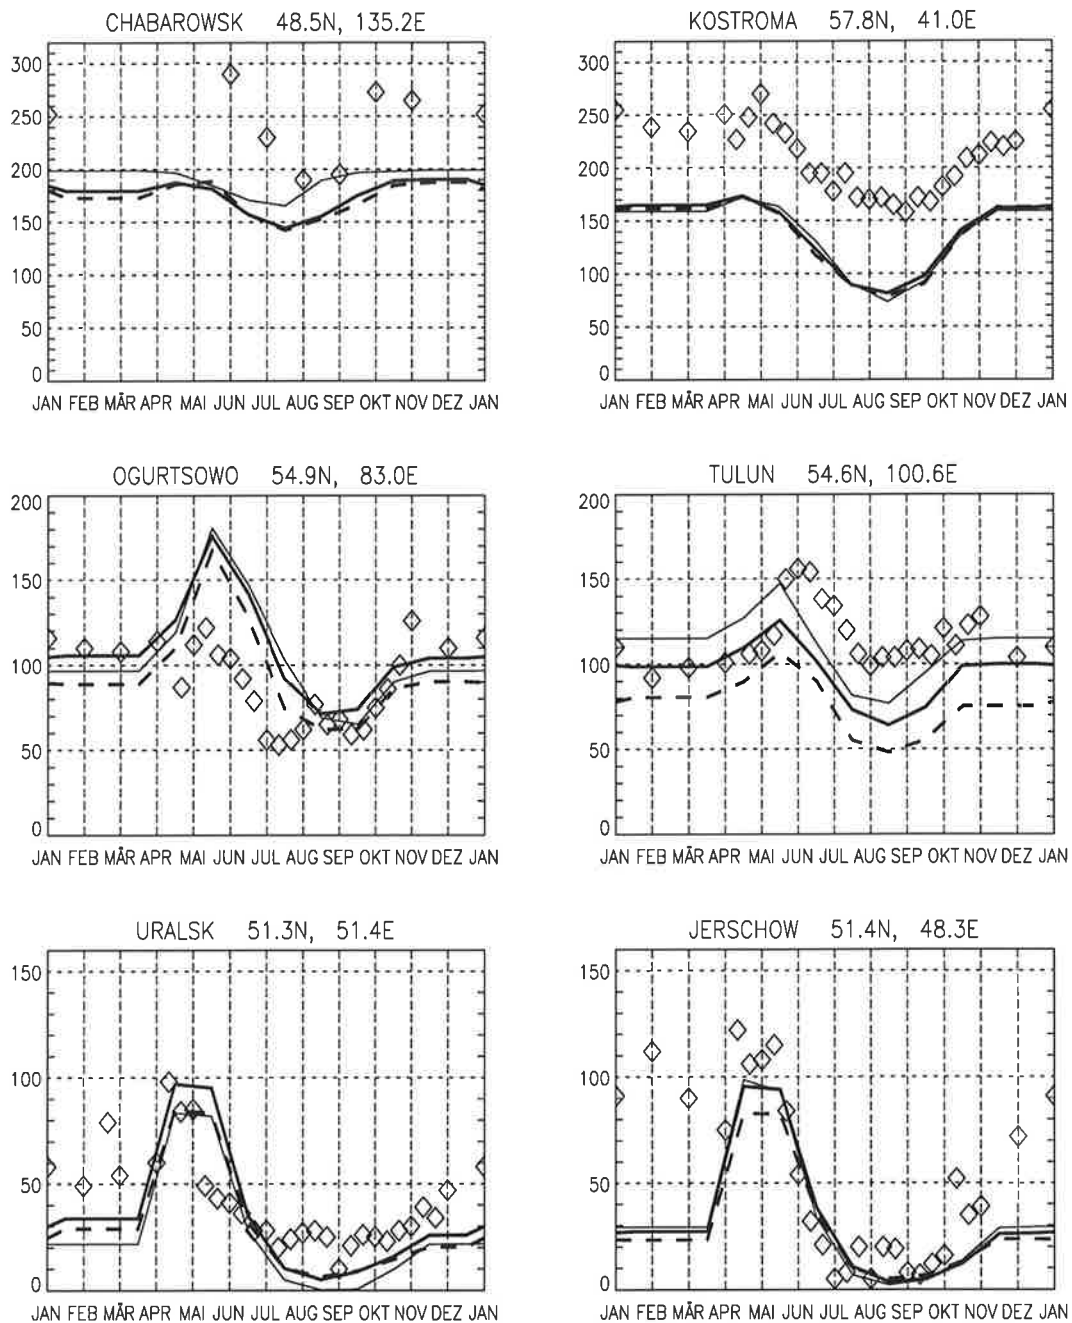 CHABAROWSK 48.5N, 135.2E
300
250
200
150
100
50
0
JAN FEB MÅR APR MAI JUN JUL AUG SEP OKT NOV DEZ JAN
KOSTROMA 57.8N, 41.0E
300
250
200
150
100
50
0
JAN FEB MÅR APR MAI JUN JUL AUG SEP OKT NOV DEZ JAN
OGURTSOWO 54.9N, 83.0E
200
150
100
50
0
JAN FEB MÅR APR MAI JUN JUL AUG SEP OKT NOV DEZ JAN
TULUN 54.6N, 100.6E
200
150
100
50
0
JAN FEB MÅR APR MAI JUN JUL AUG SEP OKT NOV DEZ JAN
URALSK 51.3N, 51.4E
150
100
50
0
JAN FEB MÅR APR MAI JUN JUL AUG SEP OKT NOV DEZ JAN
JERSCHOW 51.4N, 48.3E
150
100
50
0
JAN FEB MÅR APR MAI JUN JUL AUG SEP OKT NOV DEZ JAN